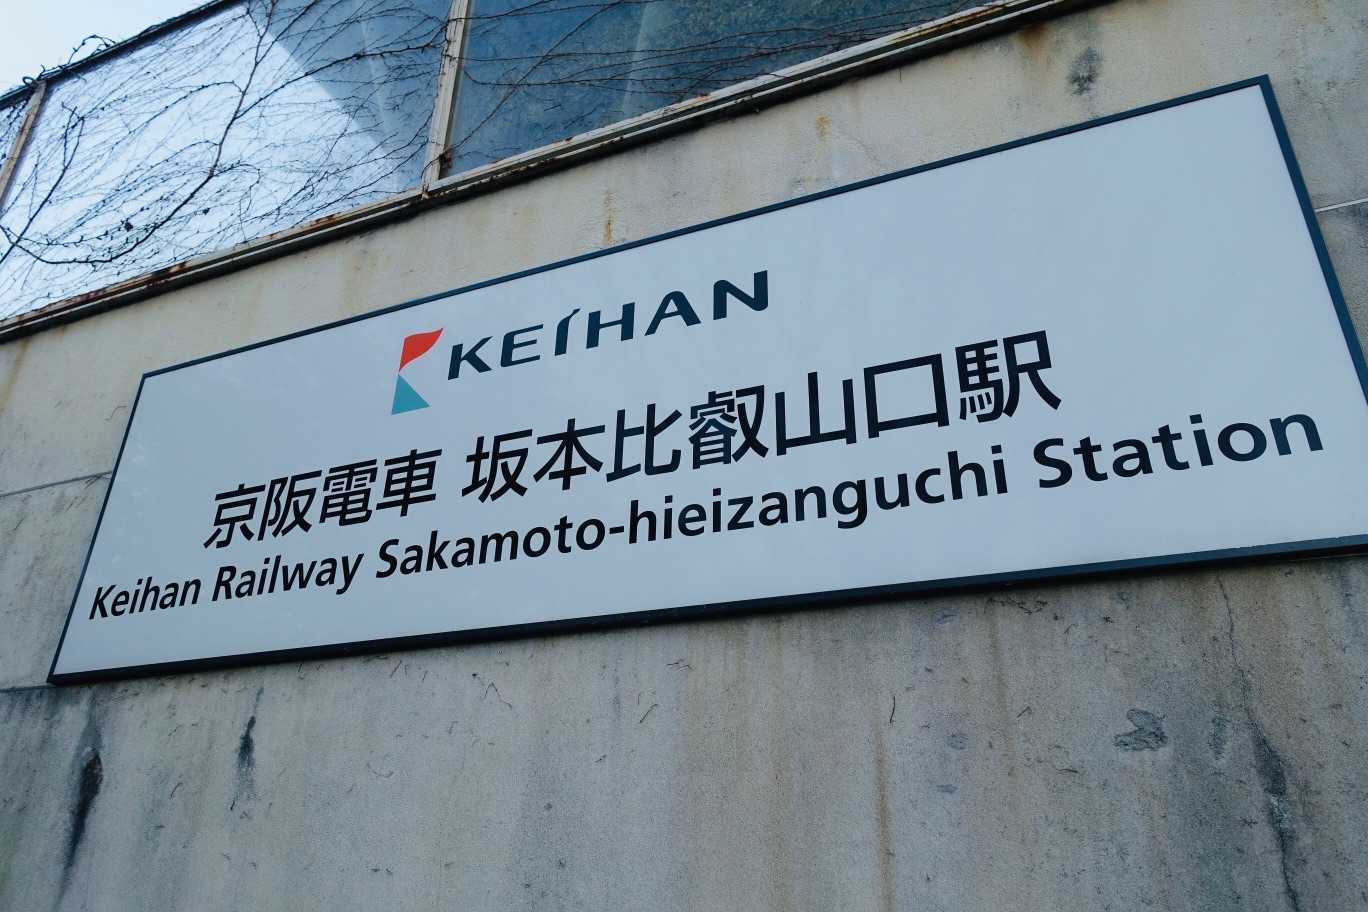 KEIHAN
京阪電車 坂本比叡山口駅
Keihan Railway Sakamoto-hieizanguchi Station